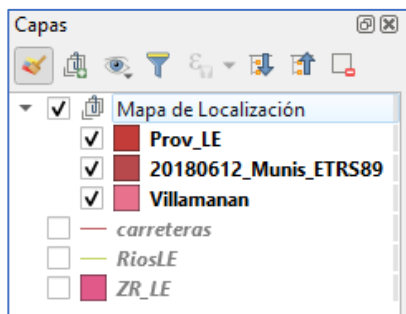 Capas
Mapa de Localización
Prov_LE
20180612_Munis_ETRS89
Villamanan
carreteras
RiosLE
ZR_LE